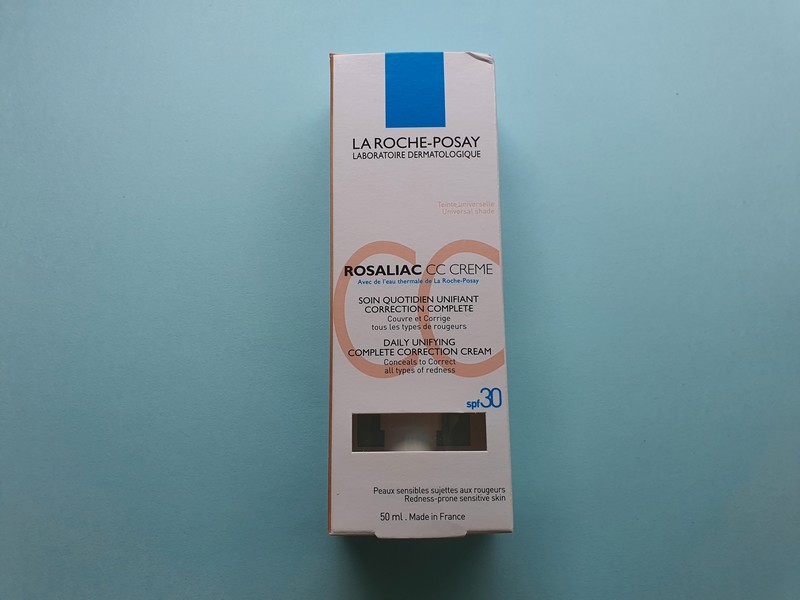 LA ROCHE-POSAY
LABORATOIRE DERMATOLOGIQUE
Teinte universelle
Universal shade
CC
ROSALIAC CC CREME
Avec de l'eau thermale de La Roche-Posay
SOIN QUOTIDIEN UNIFIANT
CORRECTION COMPLETE
Couvre et Corrige
tous les types de rougeurs
DAILY UNIFYING
COMPLETE CORRECTION CREAM
Conceals to Correct
all types of redness
spf30
Peaux sensibles sujettes aux rougeurs
Redness-prone sensitive skin
50 ml . Made in France